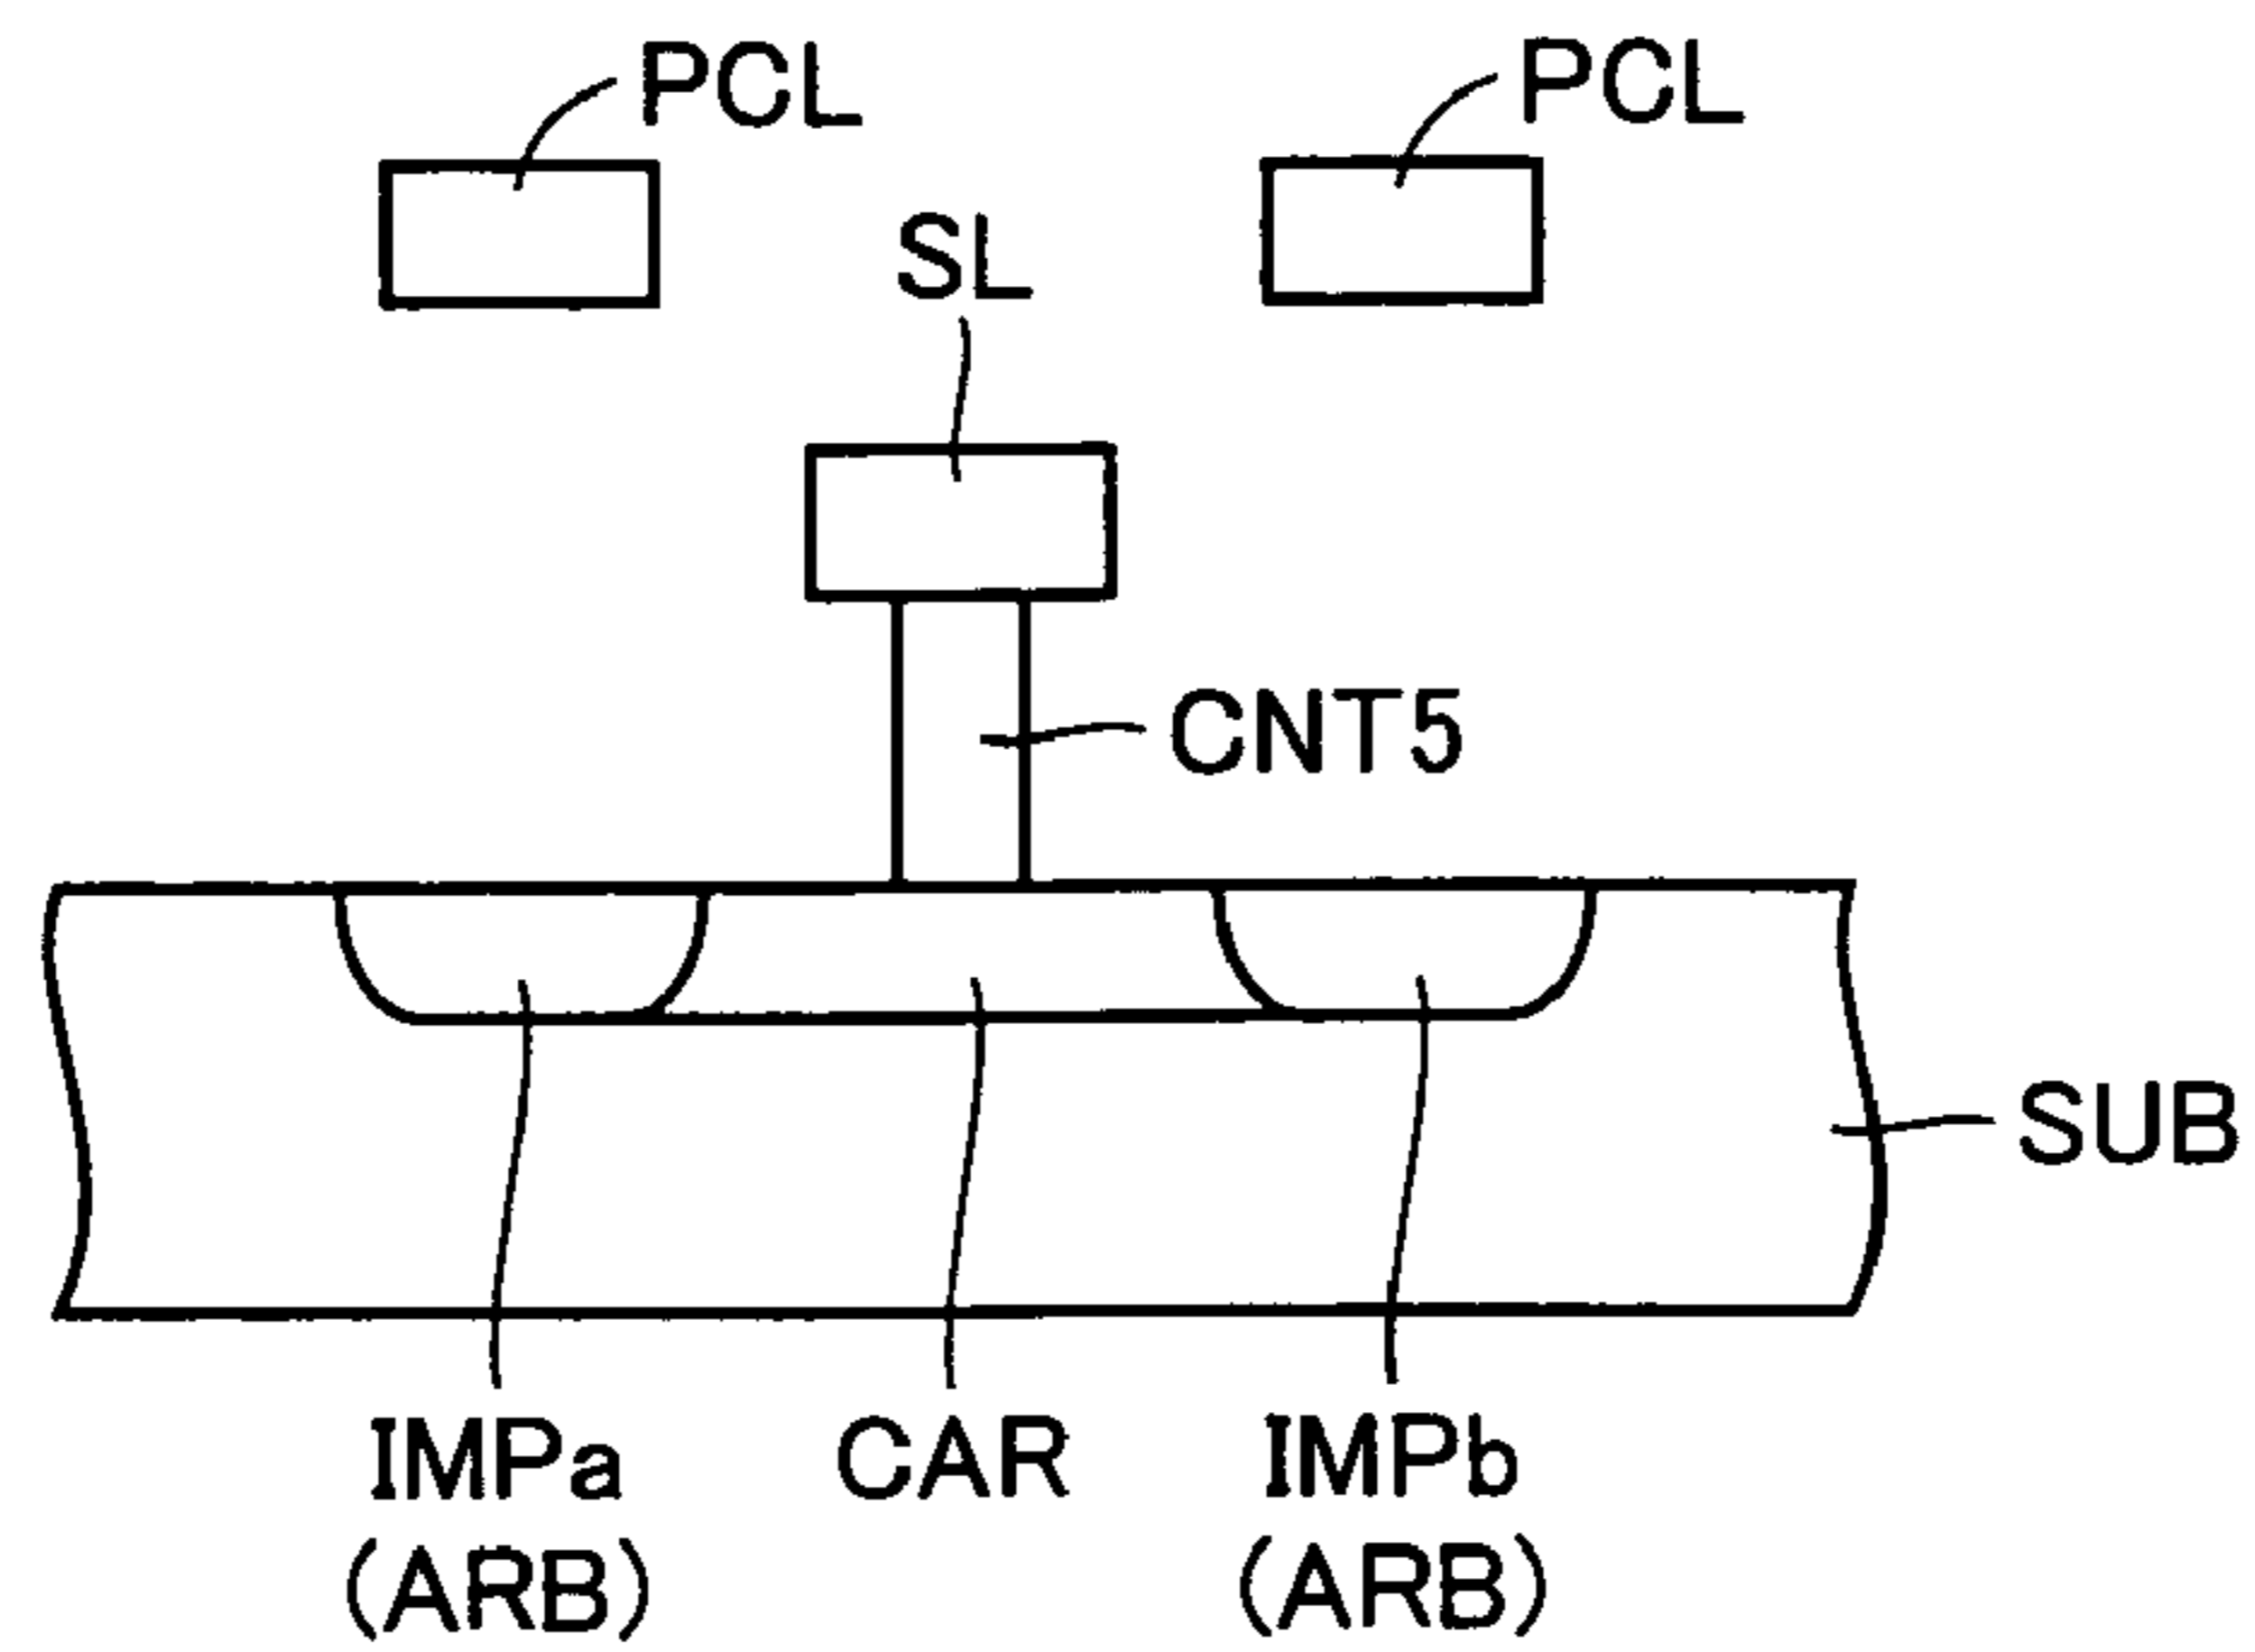 PCL PCL
SL
CNT5
SUB
IMPa CAR IMPb
(ARB) (ARB)